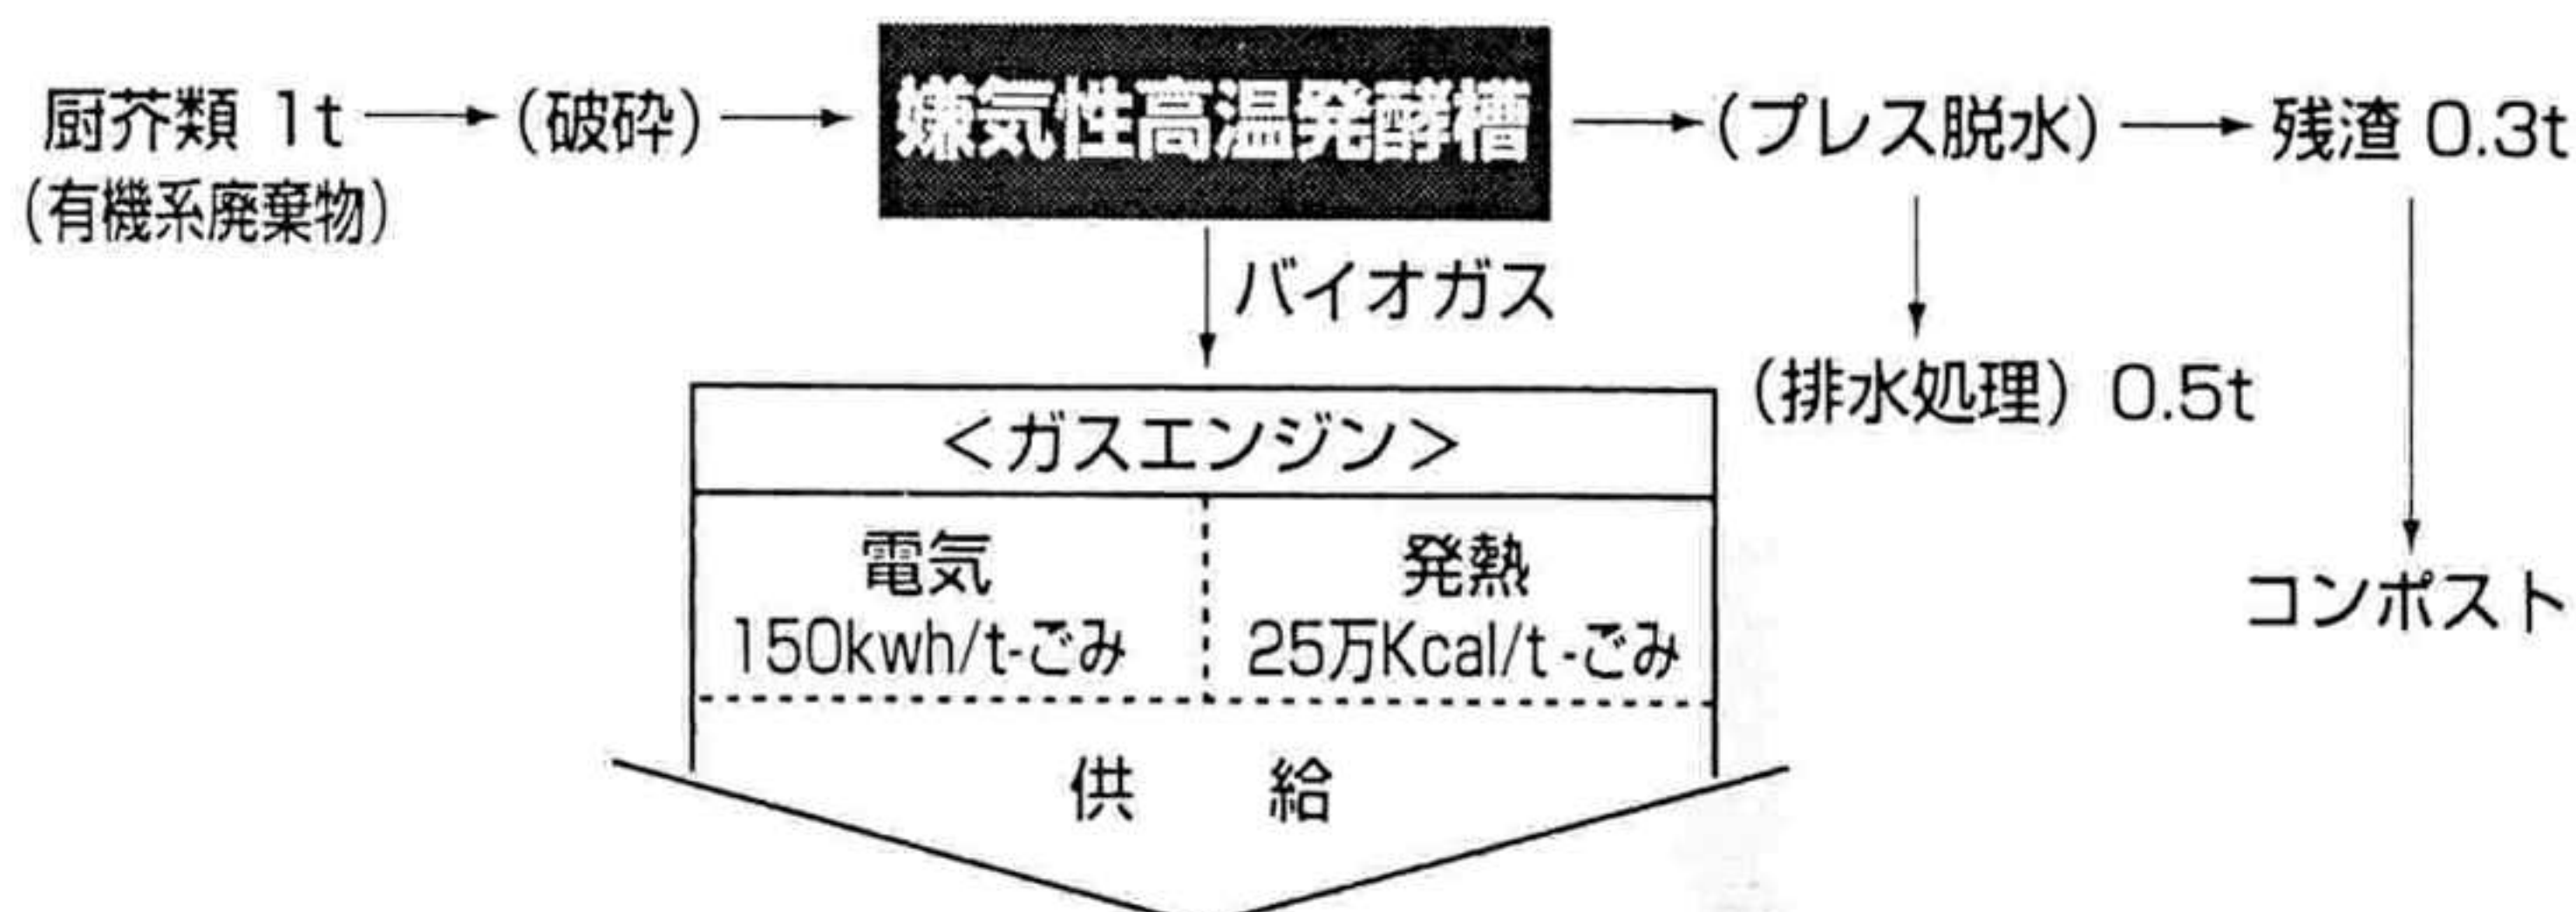 厨芥類 1t
(有機系廃棄物)
(破砕)
嫌気性高温発酵槽
(プレス脱水)
残渣 0.3t
バイオガス
(排水処理) 0.5t
<ガスエンジン>
電気
150kwh/t-ごみ
発熱
25万Kcal/t-ごみ
コンポスト
供 給